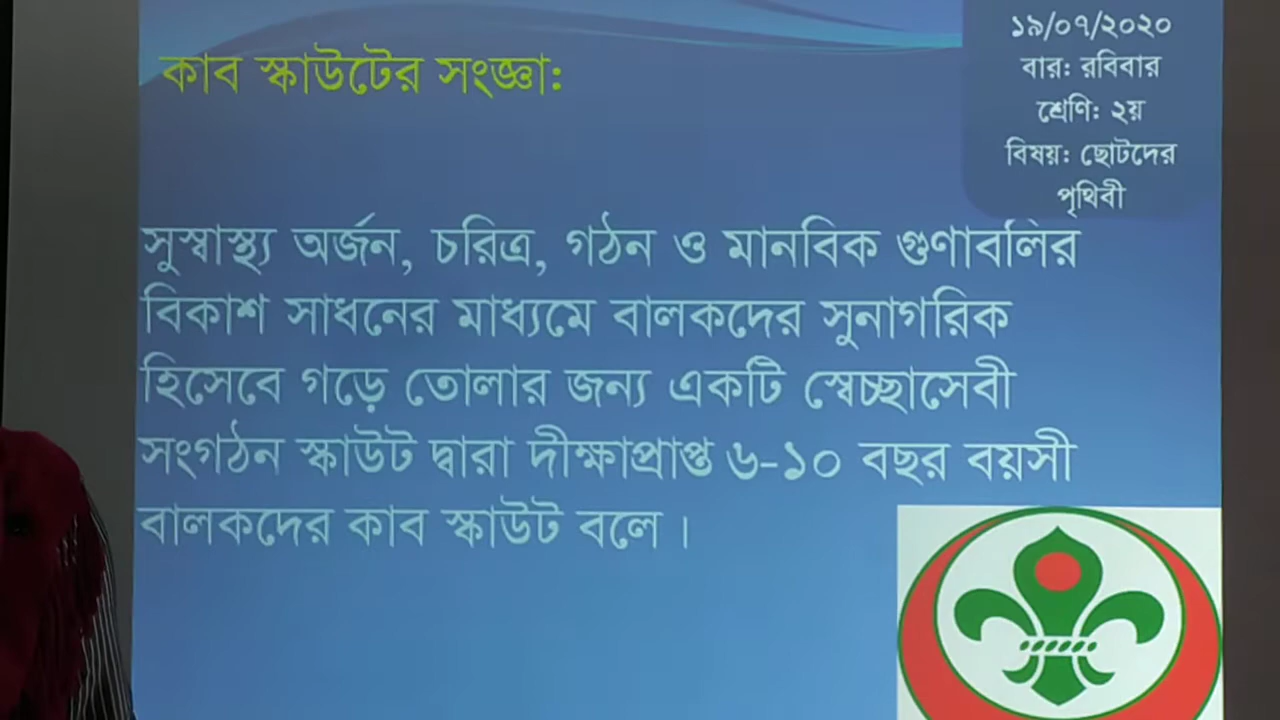 কাব স্কাউটের সংজ্ঞা:
১৯/০৭/২০২০
বার: রবিবার
শ্রেণি: ২য়
বিষয়: ছোটদের
পৃথিবী
সুস্বাস্থ্য অর্জন, চরিত্র, গঠন ও মানবিক গুণাবলির
বিকাশ সাধনের মাধ্যমে বালকদের সুনাগরিক
হিসেবে গড়ে তোলার জন্য একটি স্বেচ্ছাসেবী
সংগঠন স্কাউট দ্বারা দীক্ষাপ্রাপ্ত ৬-১০ বছর বয়সী
বালকদের কাব স্কাউট বলে।